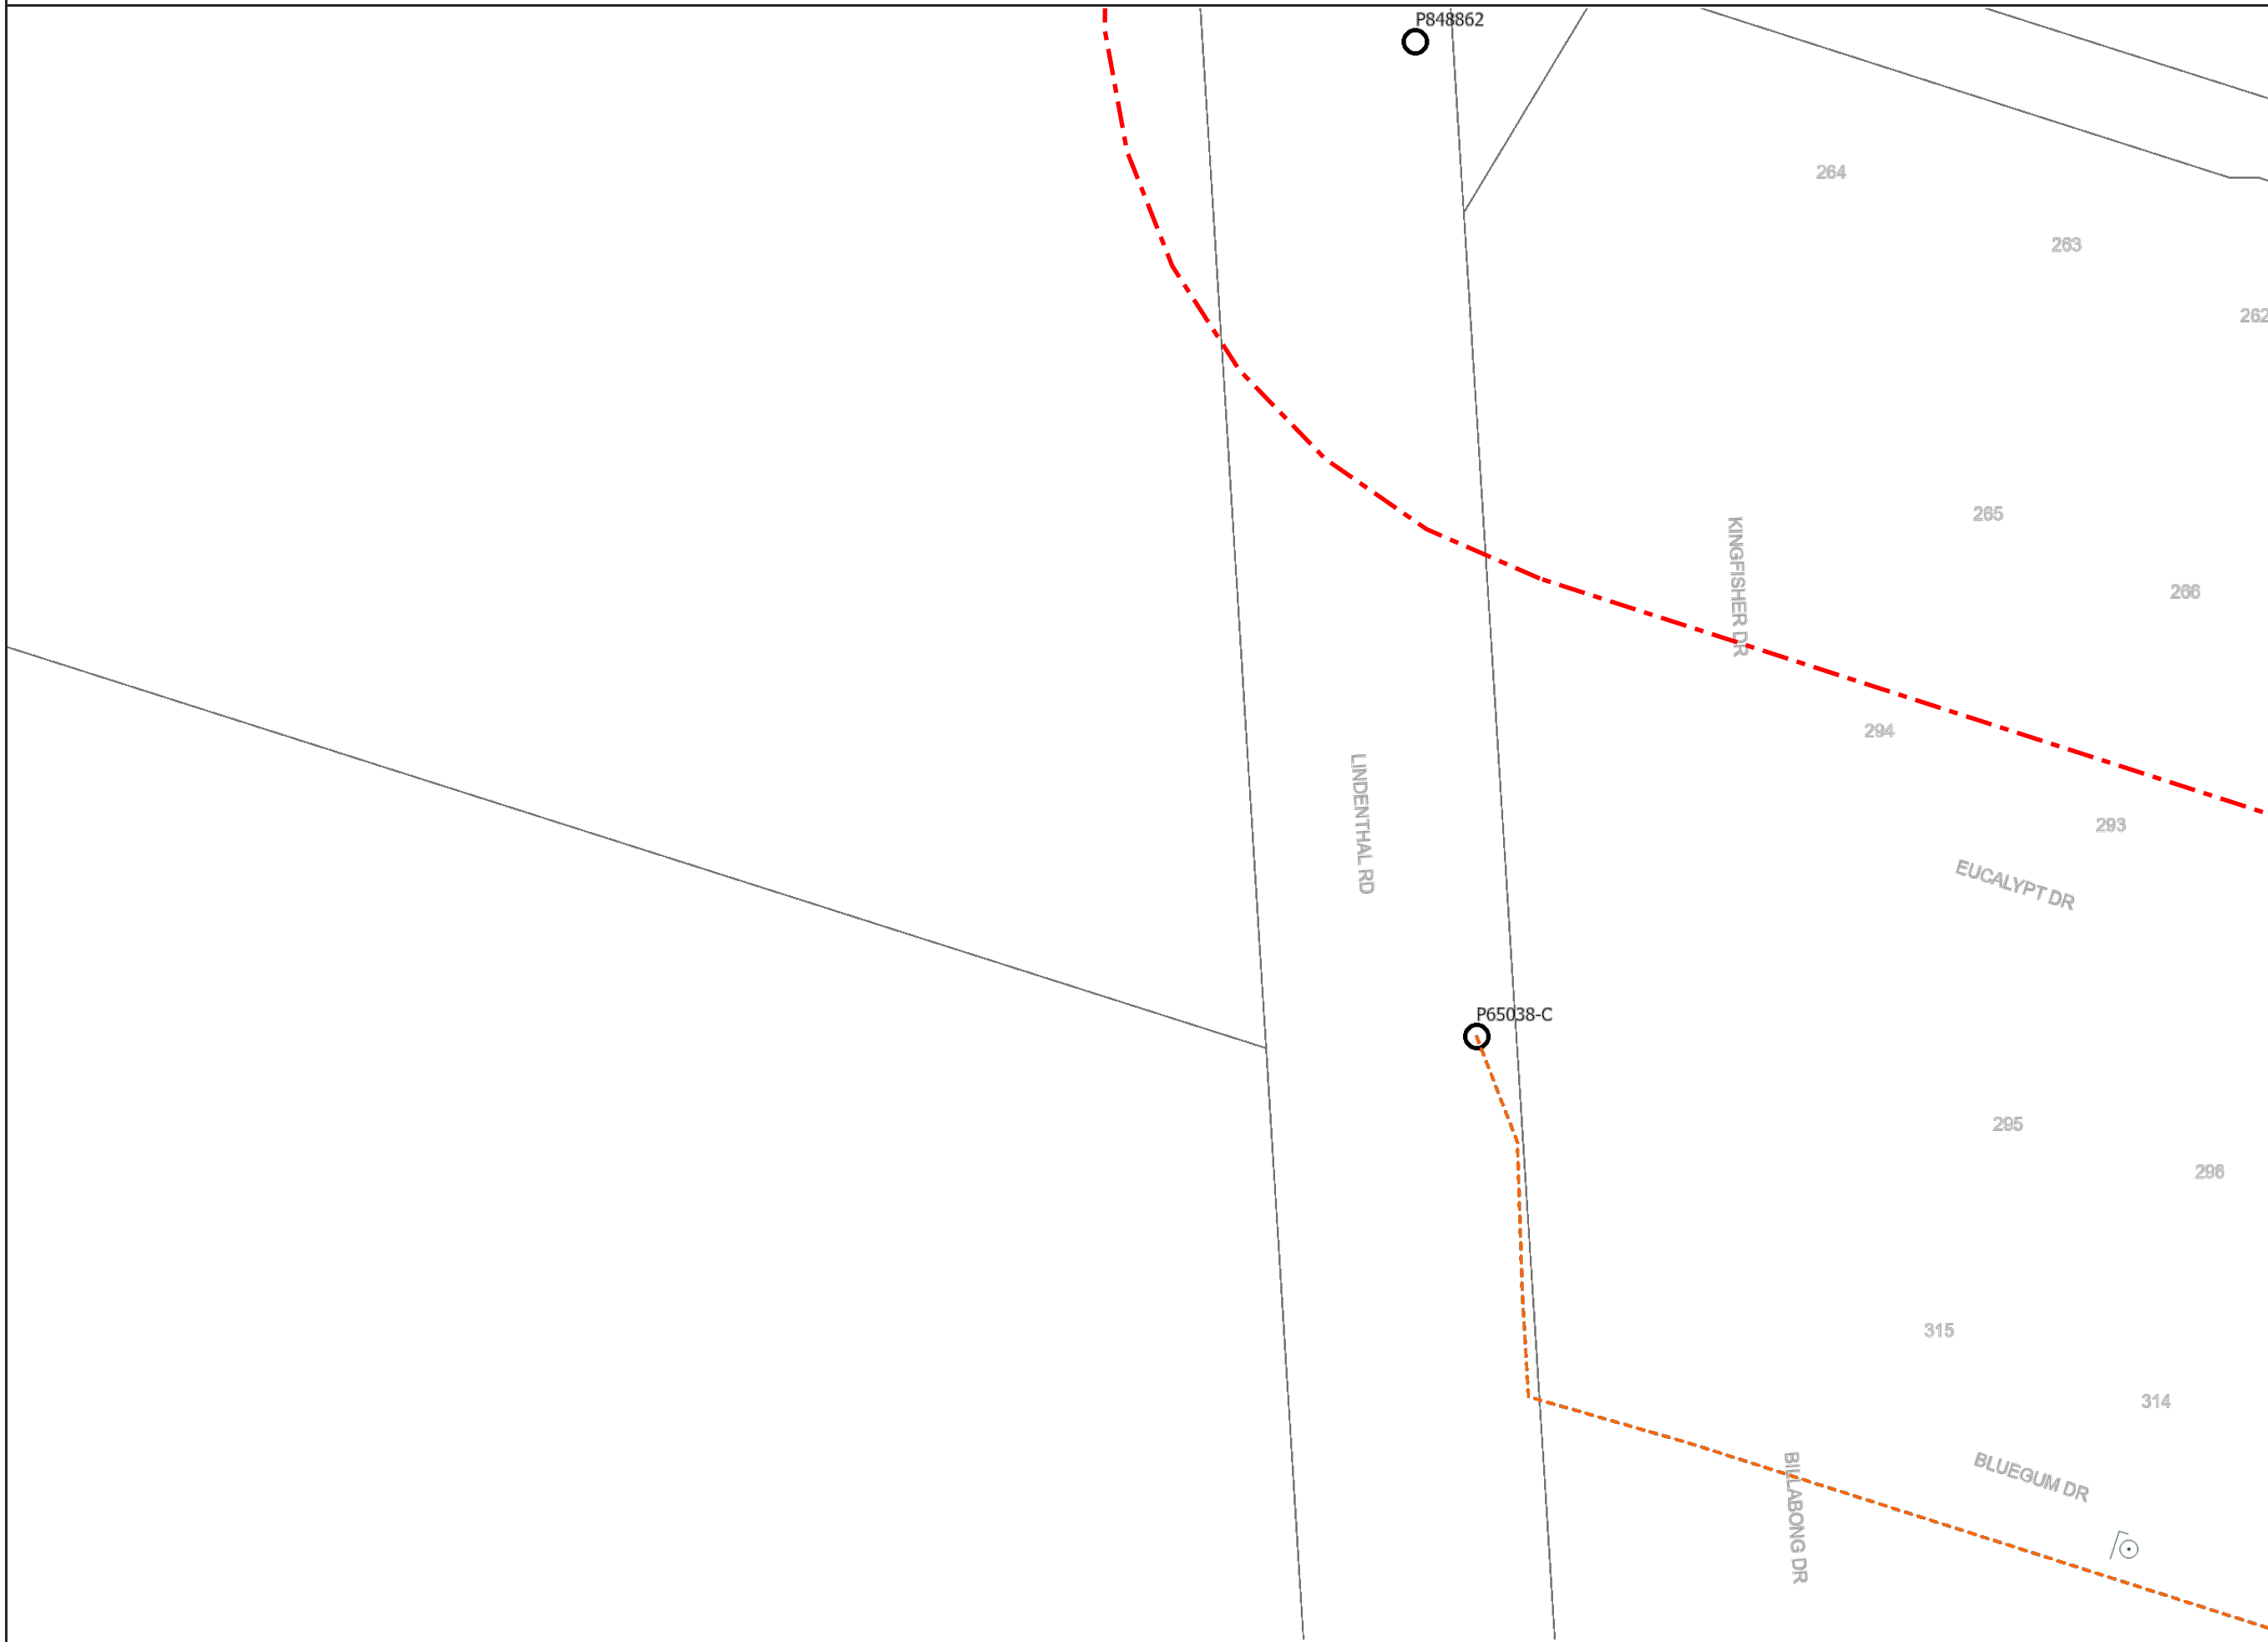 P848862
264
263
262
265
KINGFISHER DR
266
294
LINDENTHAL RD
293
EUCALYPT DR
P65038-C
295
296
315
314
BILLABONG DR
BLUEGUM DR